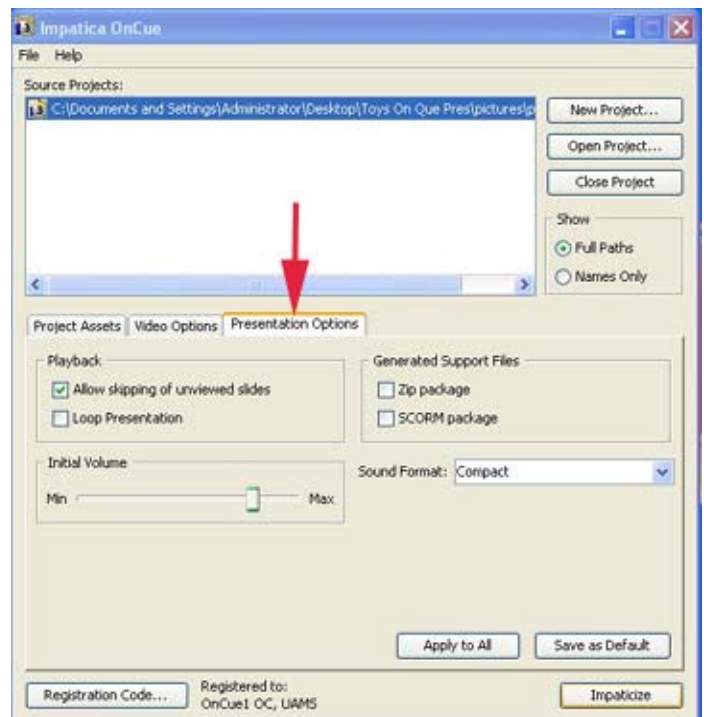 Impatica OnCue
File Help
Source Projects:
C:\Documents and Settings\Administrator\Desktop\Toys On Que Pres\pictures\p
New Project...
Open Project...
Close Project
Show
Full Paths
Names Only
Project Assets Video Options Presentation Options
Playback
Allow skipping of unviewed slides
Loop Presentation
Generated Support Files
Zip package
SCORM package
Initial Volume
Min Max
Sound Format: Compact
Apply to All Save as Default
Registration Code...
Registered to:
OnCue1 OC, UAMS
Impaticize